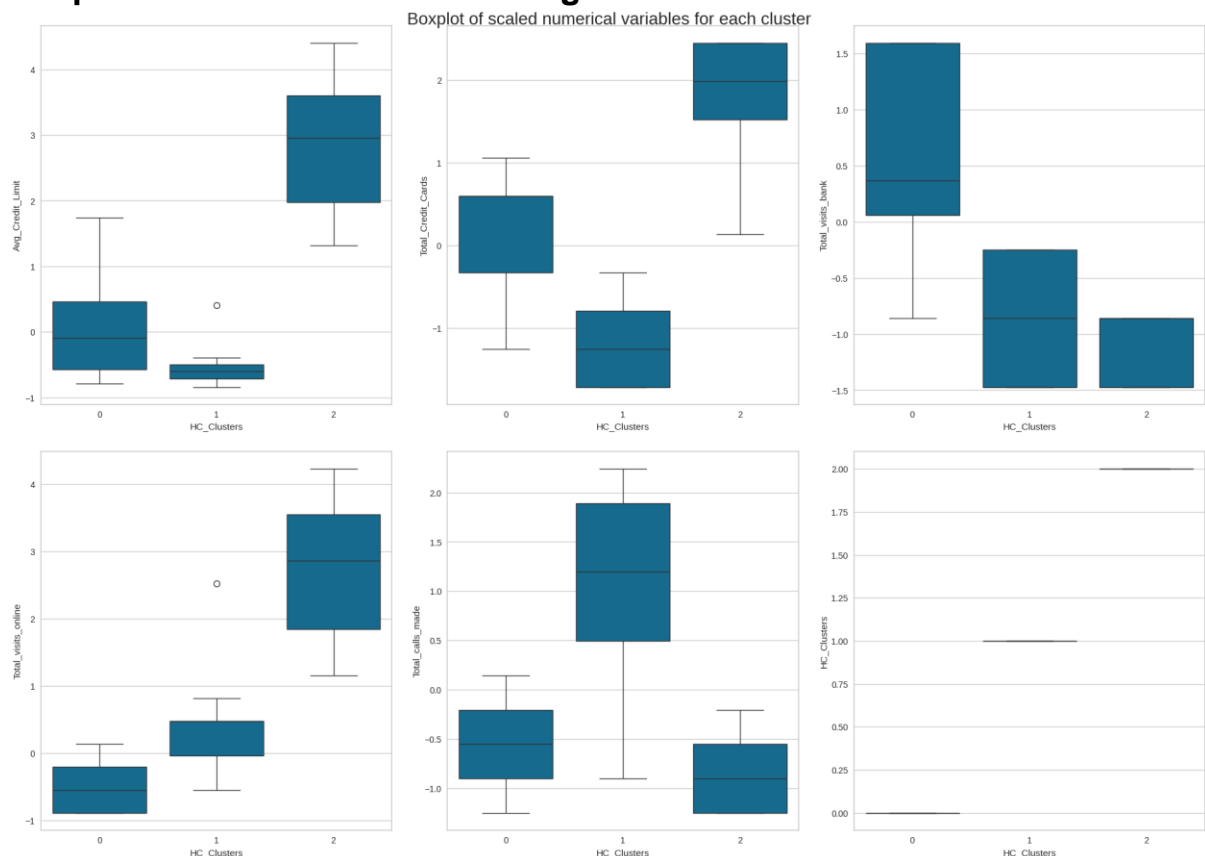 Boxplot of scaled numerical variables for each cluster
4
3
2
1
0
−1
Avg_Credit_Limit
0 1 2
HC_Clusters
2
1
0
−1
Total_Credit_Cards
0 1 2
HC_Clusters
1.5
1.0
0.5
0.0
−0.5
−1.0
−1.5
Total_visits_bank
0 1 2
HC_Clusters
4
3
2
1
0
−1
Total_visits_online
0 1 2
HC_Clusters
2.0
1.5
1.0
0.5
0.0
−0.5
−1.0
Total_calls_made
0 1 2
HC_Clusters
2.00
1.75
1.50
1.25
1.00
0.75
0.50
0.25
0.00
HC_Clusters
0 1 2
HC_Clusters